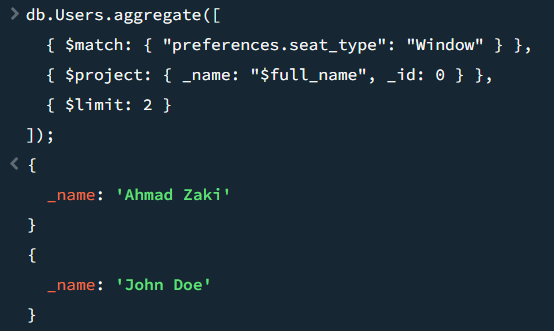 > db.Users.aggregate([
{ $match: { "preferences.seat_type": "Window" } },
{ $project: { _name: "$full_name", _id: 0 } },
{ $limit: 2 }
]);
< {
_name: 'Ahmad Zaki'
}
{
_name: 'John Doe'
}